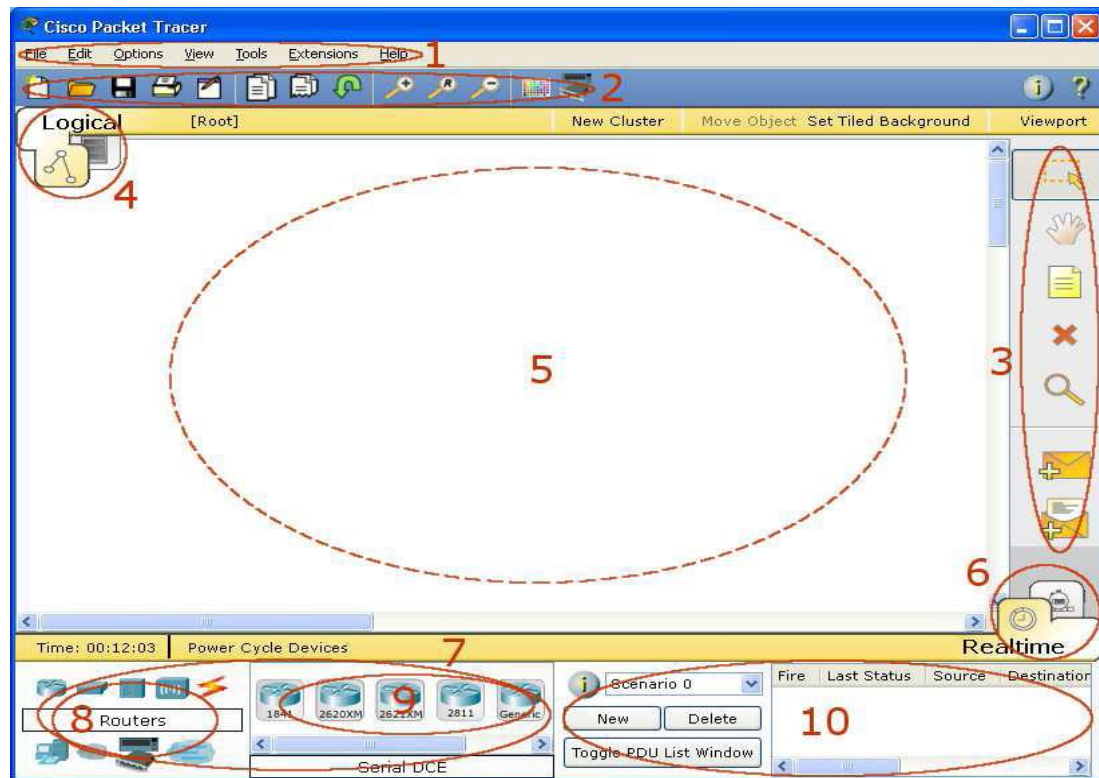 Cisco Packet Tracer
File Edit Options View Tools Extensions Help 1
2
Logical [Root] New Cluster Move Object Set Tiled Background Viewport
4
3
5
6
Time: 00:12:03 Power Cycle Devices 7 Realtime
Scenario 0 Fire Last Status Source Destination
8 Routers 1841 2620XM 2621XM 2811 Generic 9 New Delete 10
Toggle PDU List Window
Serial DCE